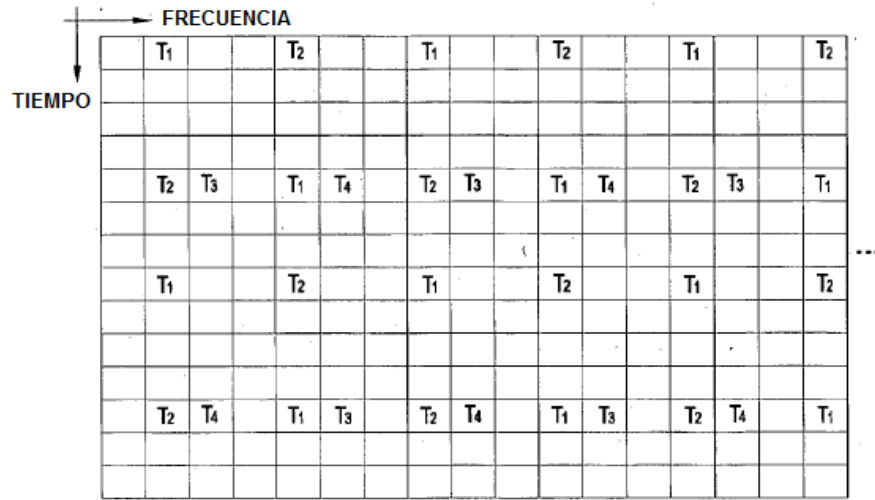 FRECUENCIA
TIEMPO
T1 T2 T1 T2 T1 T2
T2 T3 T1 T4 T2 T3 T1 T4 T2 T3 T1
T1 T2 T1 T2 T1 T2
T2 T4 T1 T3 T2 T4 T1 T3 T2 T4 T1